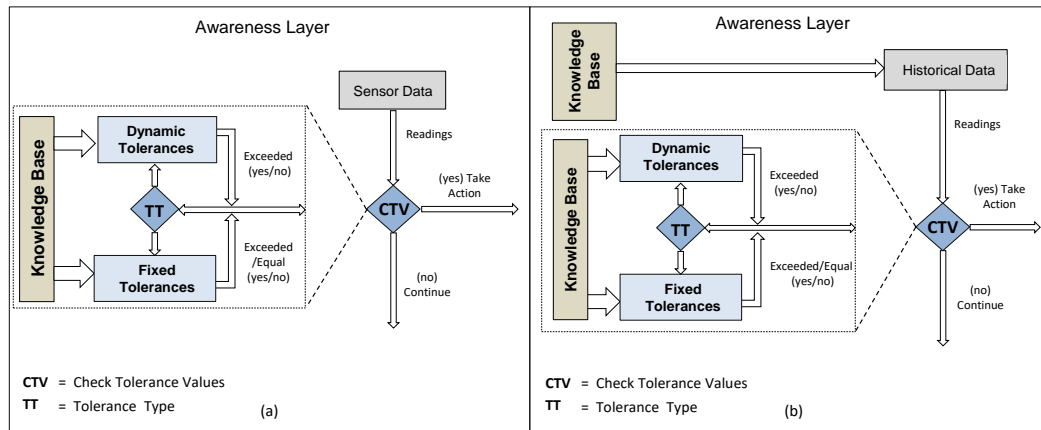 Awareness Layer
Sensor Data
Readings
Knowledge Base
Dynamic
Tolerances
Exceeded
(yes/no)
TT
(yes) Take
Action
CTV
Exceeded
/Equal
(yes/no)
Fixed
Tolerances
(no)
Continue
CTV = Check Tolerance Values
TT = Tolerance Type
(a)
Awareness Layer
Knowledge
Base
Historical Data
Readings
Knowledge Base
Dynamic
Tolerances
Exceeded
(yes/no)
TT
(yes) Take
Action
CTV
Exceeded/Equal
(yes/no)
Fixed
Tolerances
(no)
Continue
CTV = Check Tolerance Values
TT = Tolerance Type
(b)